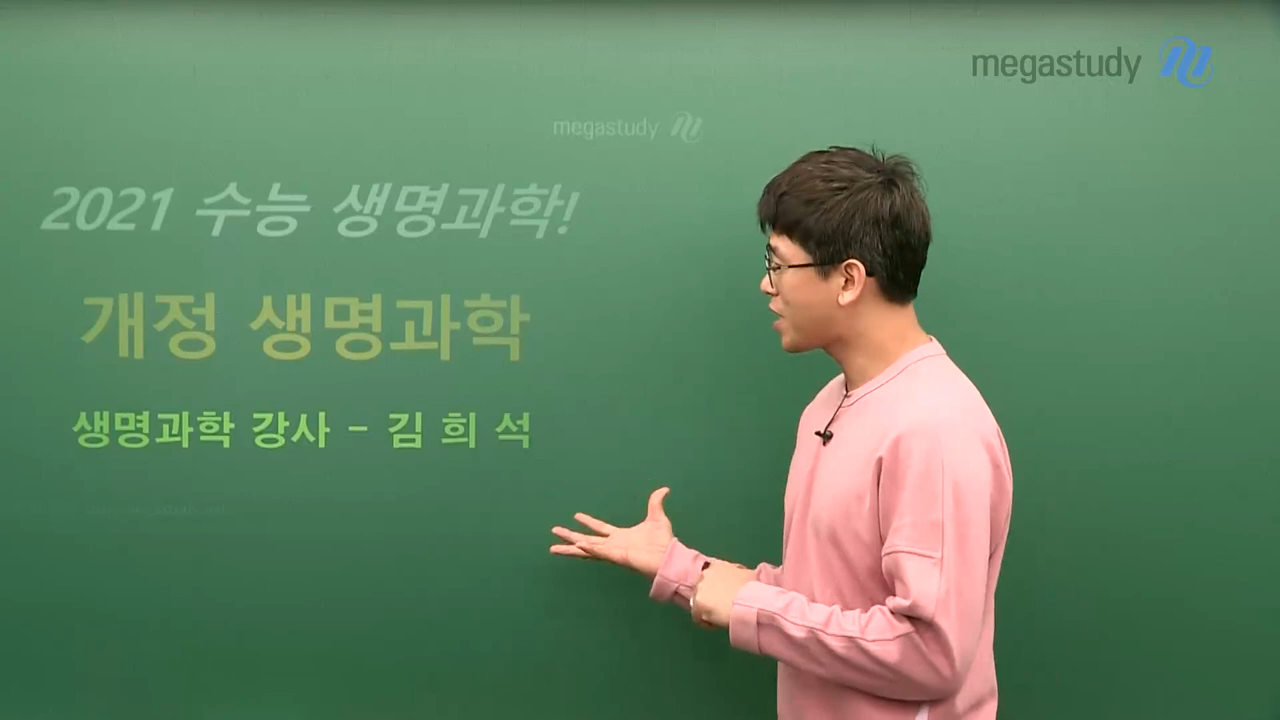 megastudy
megastudy
2021 수능 생명과학!
개정 생명과학
생명과학 강사 - 김 희 석